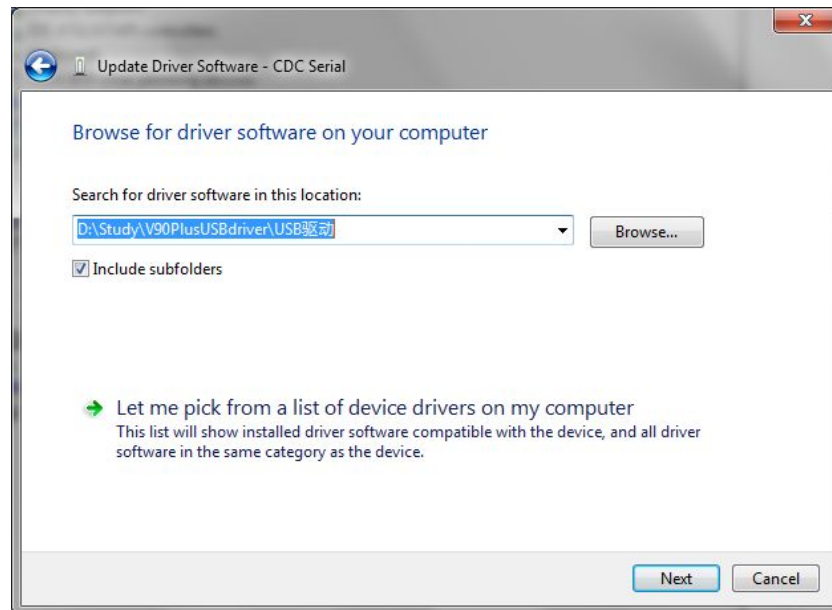 Update Driver Software - CDC Serial
Browse for driver software on your computer
Search for driver software in this location:
D:\Study\V90PlusUSBdriver\USB驱动
Browse...
Include subfolders
Let me pick from a list of device drivers on my computer
This list will show installed driver software compatible with the device, and all driver
software in the same category as the device.
Next
Cancel